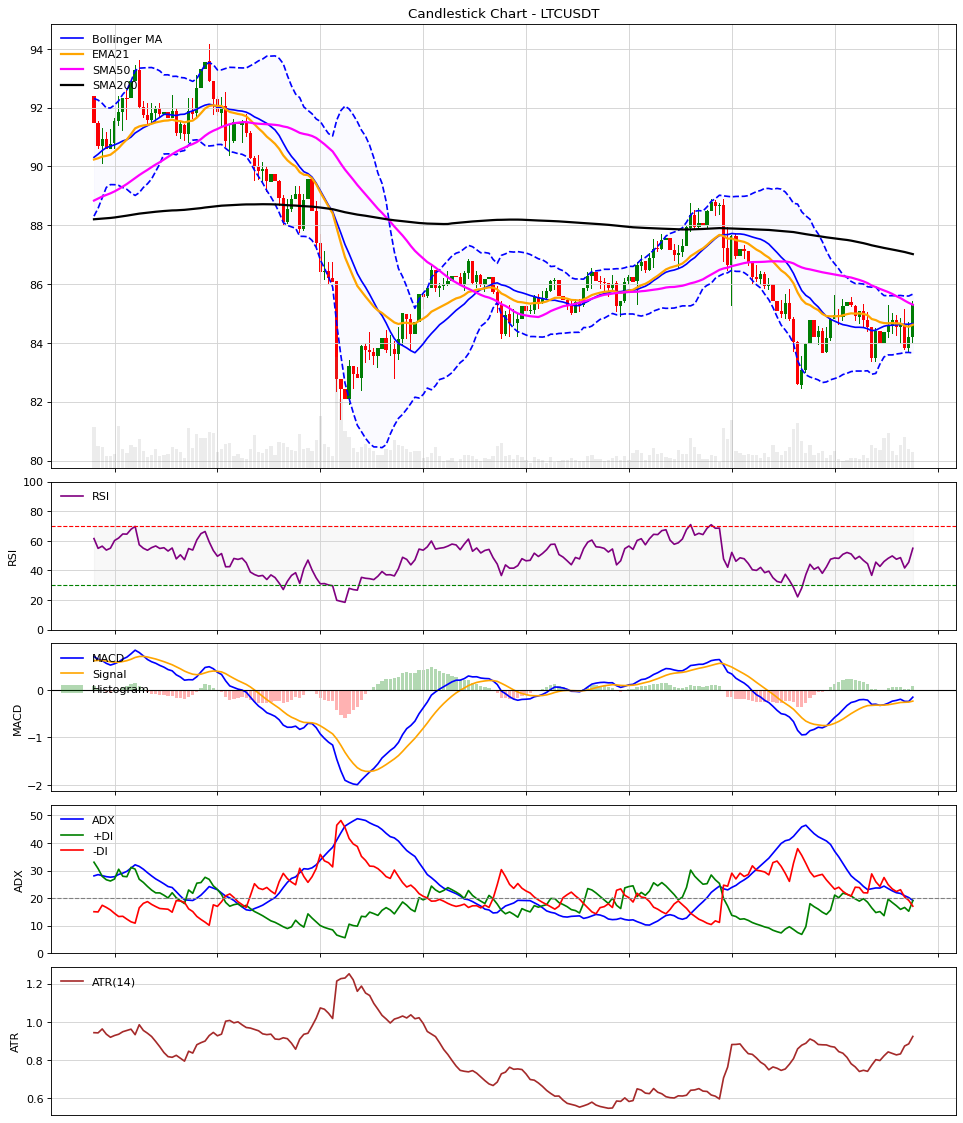 Candlestick Chart - LTCUSDT
Bollinger MA
EMA21
SMA50
SMA200
94
92
90
88
86
84
82
80
RSI
RSI
100
80
60
40
20
0
MACD
Signal
Histogram
MACD
0
−1
−2
ADX
+DI
-DI
ADX
50
40
30
20
10
0
ATR(14)
ATR
1.2
1.0
0.8
0.6